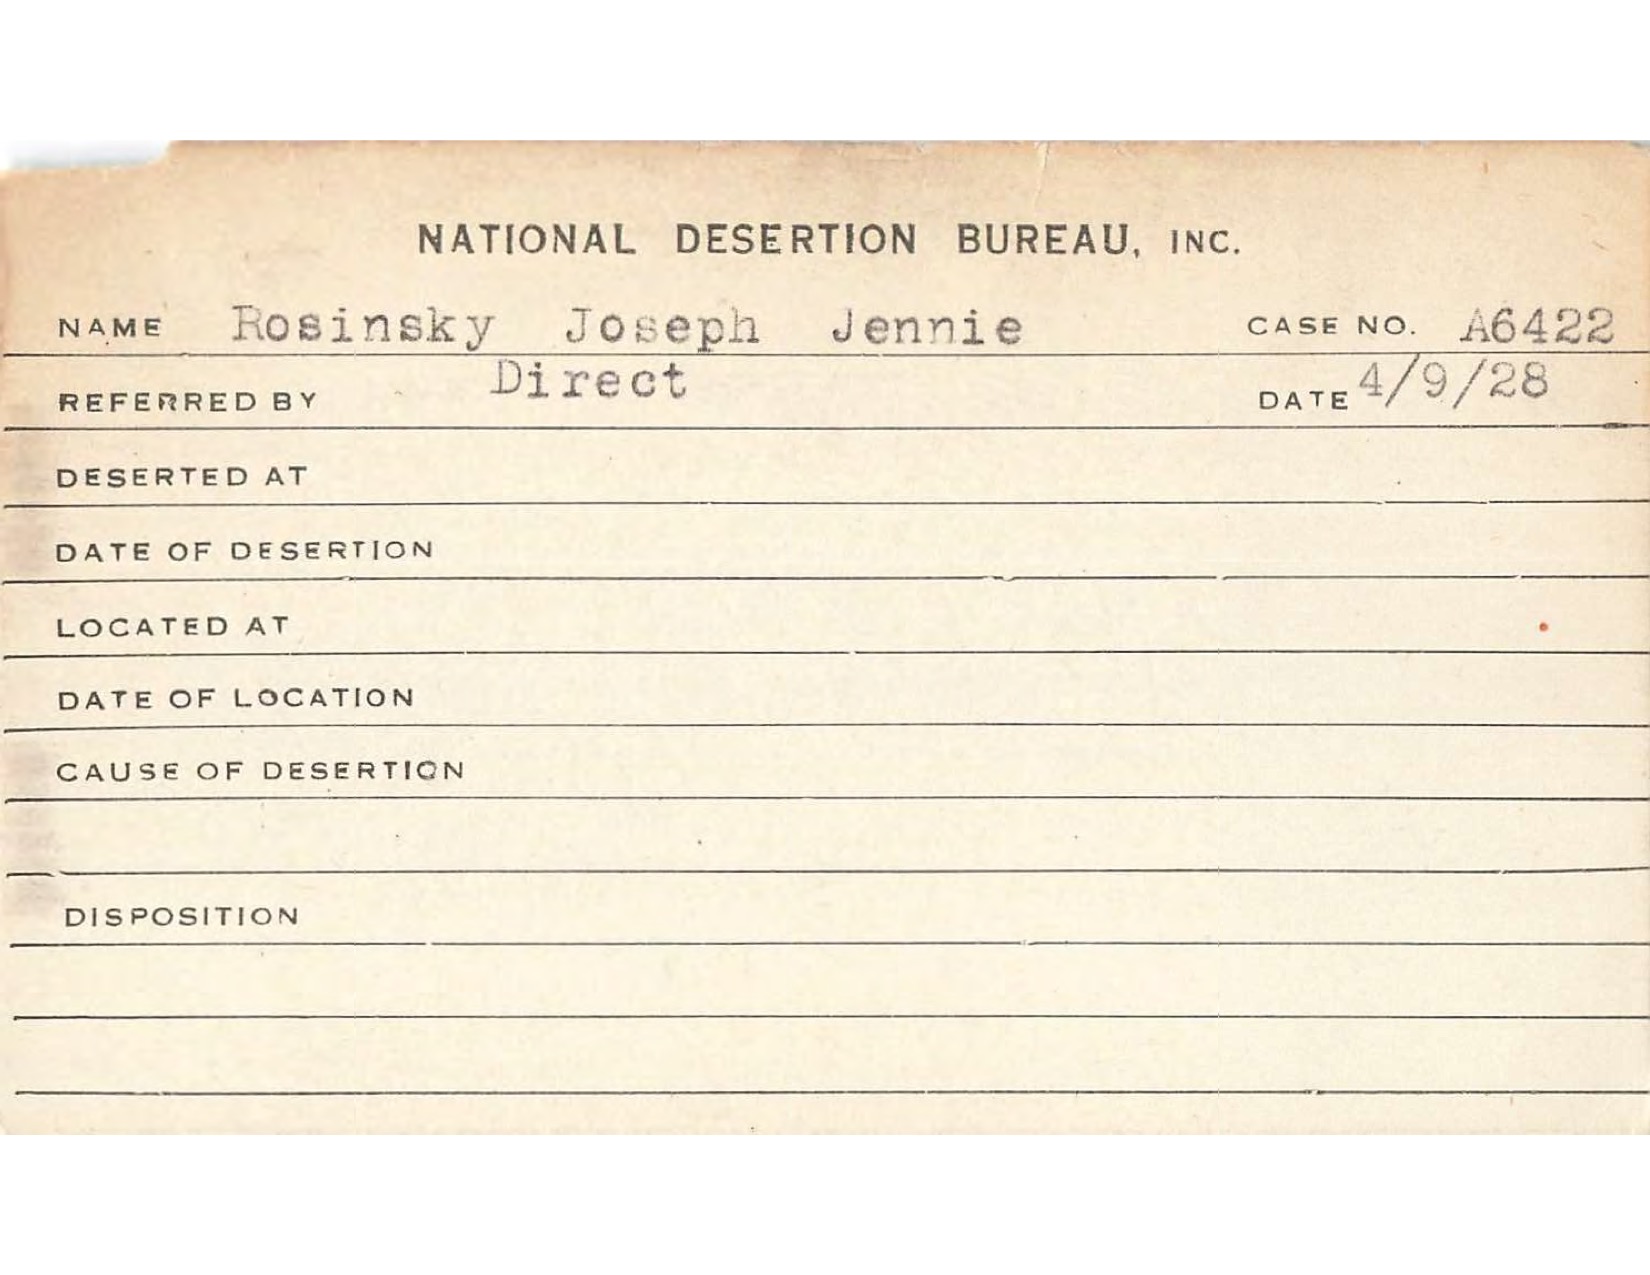 NATIONAL DESERTION BUREAU, INC.
NAME Rosinsky Joseph Jennie CASE NO. A6422
REFERRED BY Direct DATE 4/9/28
DESERTED AT
DATE OF DESERTION
LOCATED AT
DATE OF LOCATION
CAUSE OF DESERTION
DISPOSITION